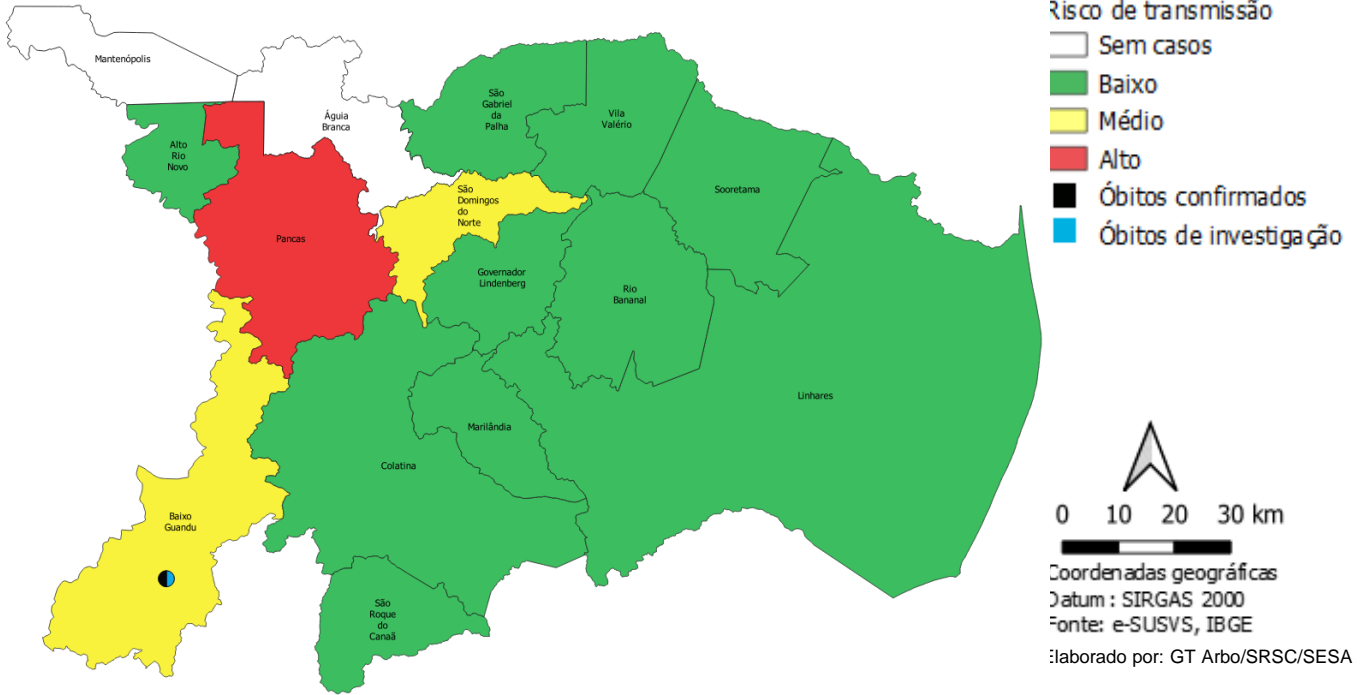 Risco de transmissão
Sem casos
Baixo
Médio
Alto
Óbitos confirmados
Óbitos de investigação
Mantenópolis
Águia
Branca
Alto
Rio
Novo
São
Gabriel
da
Palha
Vila
Valério
Sooretama
São
Domingos
do
Norte
Pancas
Governador
Lindenberg
Rio
Bananal
Linhares
Marilândia
Colatina
Baixo
Guandu
São
Roque
do
Canaã
0 10 20 30 km
Coordenadas geográficas
Datum : SIRGAS 2000
Fonte: e-SUSVS, IBGE
Elaborado por: GT Arbo/SRSC/SESA